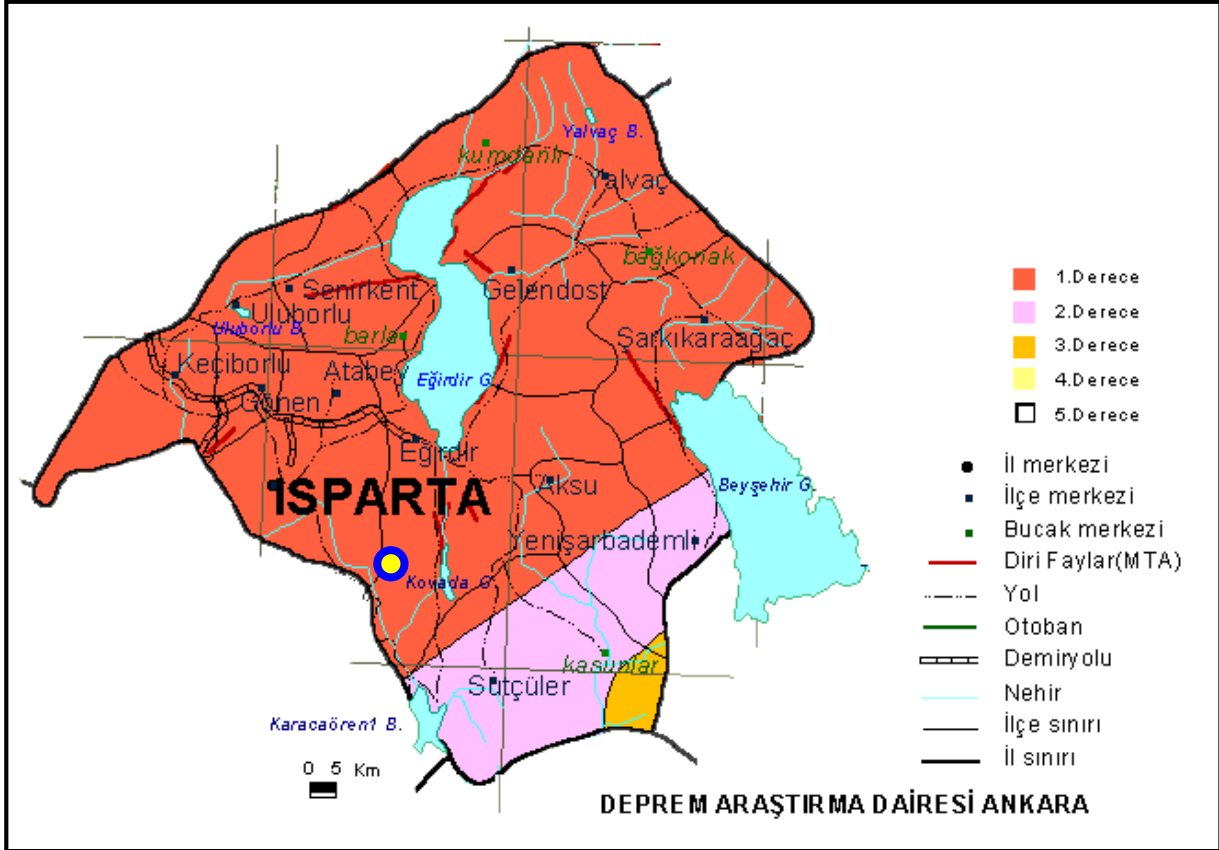 Yalvaç B.
kumdanlı
Yalvaç
bağkonak
Senirkent
Gelendost
Uluborlu
Uluborlu B.
barla
Sarkıkaraağaç
Keçiborlu
Atabey
Eğirdir G.
Gönen
Eğirdir
ISPARTA
Aksu
Beyşehir G.
Yenişarbademli
Kovada G
kasımlar
Sütçüler
Karacaören1 B.
0 5 Km
1.Derece
2.Derece
3.Derece
4.Derece
5.Derece
İl merkezi
İlçe merkezi
Bucak merkezi
Diri Faylar(MTA)
Yol
Otoban
Demiryolu
Nehir
İlçe sınırı
İl sınırı
DEPREM ARAŞTIRMA DAİRESİ ANKARA